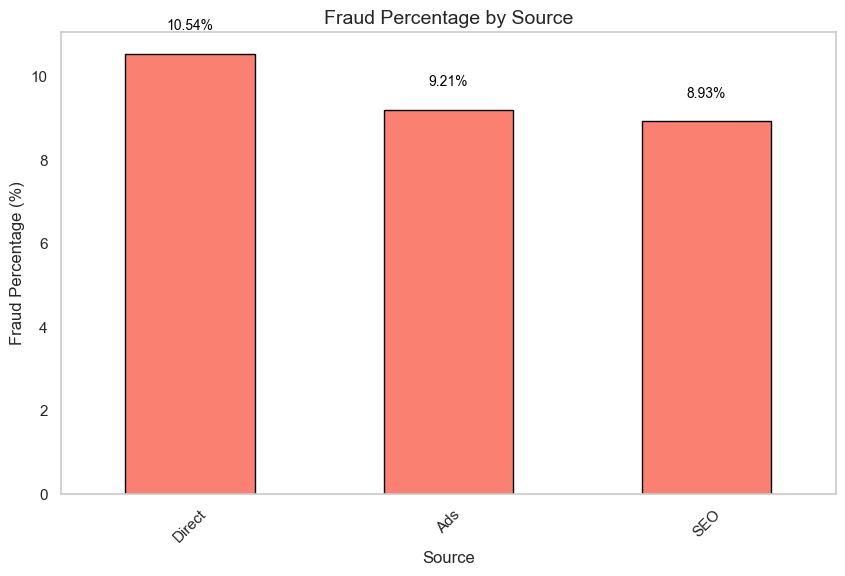 Fraud Percentage by Source
10.54%
9.21%
8.93%
Fraud Percentage (%)
10
8
6
4
2
0
Direct
Ads
SEO
Source